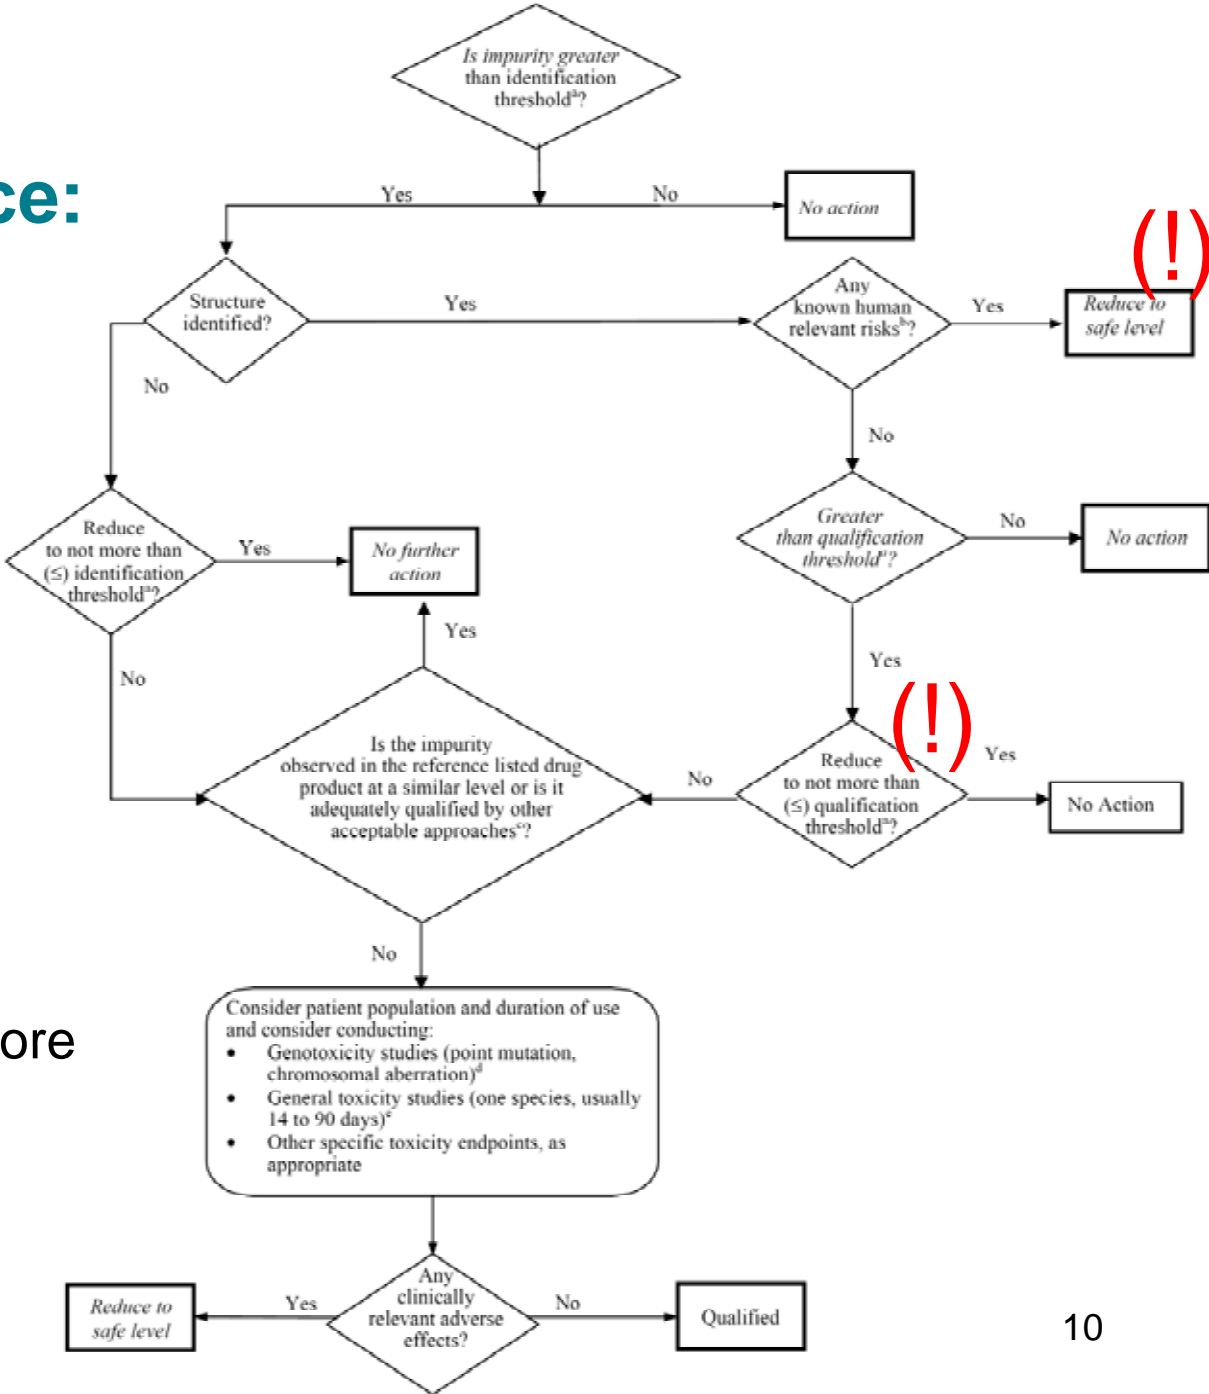 Is impurity greater
than identification
thresholdᵃ?
ce:
Yes
No
No action
(!)
Structure
identified?
Yes
Any
known human
relevant risksᵇ?
Yes
Reduce to
safe level
No
No
Reduce
to not more than
(≤) identification
thresholdᵃ?
Yes
No further
action
Greater
than qualification
thresholdᵃ?
No
No action
Yes
No
Yes
(!)
Is the impurity
observed in the reference listed drug
product at a similar level or is it
adequately qualified by other
acceptable approachesᶜ?
No
Reduce
to not more than
(≤) qualification
thresholdᵃ?
Yes
No Action
No
ore
Consider patient population and duration of use
and consider conducting:
• Genotoxicity studies (point mutation,
chromosomal aberration)ᵈ
• General toxicity studies (one species, usually
14 to 90 days)ᵉ
• Other specific toxicity endpoints, as
appropriate
Reduce to
safe level
Yes
Any
clinically
relevant adverse
effects?
No
Qualified
10